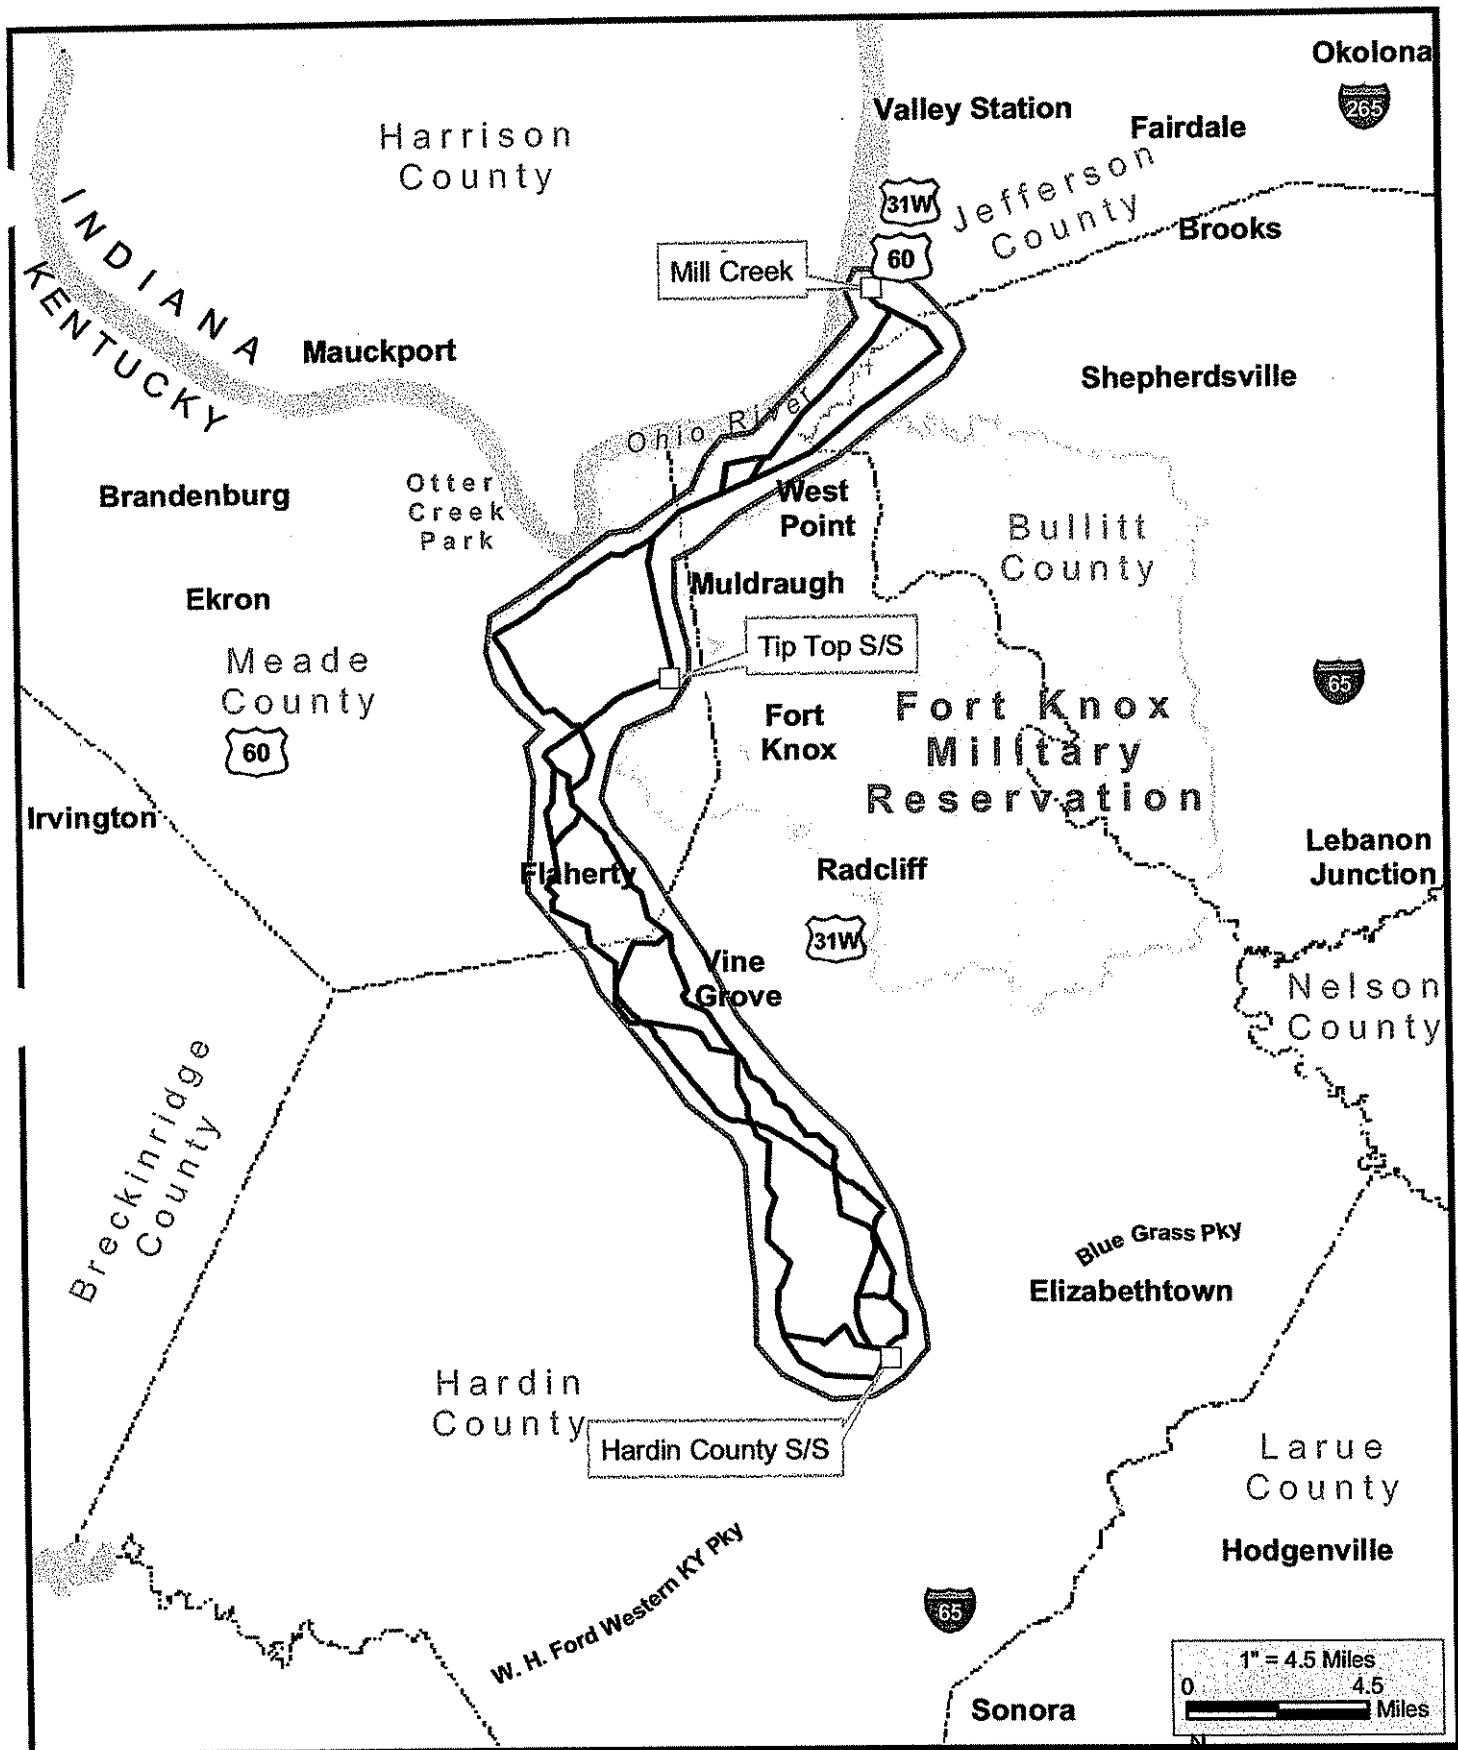 Okolona
265
Valley Station
Fairdale
Harrison
County
Jefferson
County
31W
Brooks
60
Mill Creek
INDIANA
KENTUCKY
Mauckport
Shepherdsville
Ohio River
Brandenburg
Otter
Creek
Park
West
Point
Bullitt
County
Muldraugh
Ekron
Tip Top S/S
Meade
County
65
Fort Knox
Military
Reservation
Fort
Knox
60
Irvington
Lebanon
Junction
Flaherty
Radcliff
31W
Vine
Grove
Nelson
County
Breckinridge
County
Blue Grass Pky
Elizabethtown
Hardin
County
Hardin County S/S
Larue
County
Hodgenville
W. H. Ford Western KY Pky
65
1" = 4.5 Miles
0 4.5
Miles
Sonora
N